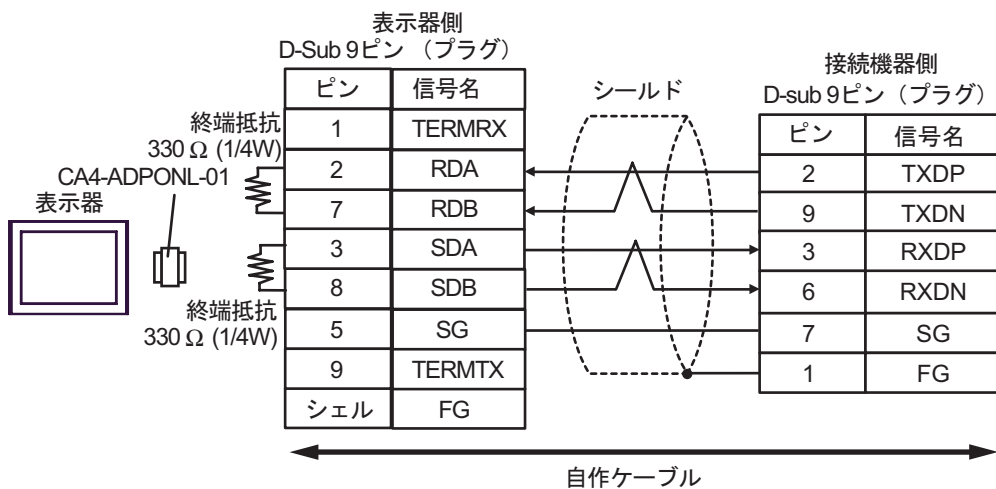 表示器側
D-Sub 9ピン （プラグ）
ピン 信号名
1 TERMRX
2 RDA
7 RDB
3 SDA
8 SDB
5 SG
9 TERMTX
シェル FG
終端抵抗
330 Ω (1/4W)
CA4-ADPONL-01
表示器
終端抵抗
330 Ω (1/4W)
シールド
接続機器側
D-sub 9ピン（プラグ）
ピン 信号名
2 TXDP
9 TXDN
3 RXDP
6 RXDN
7 SG
1 FG
自作ケーブル